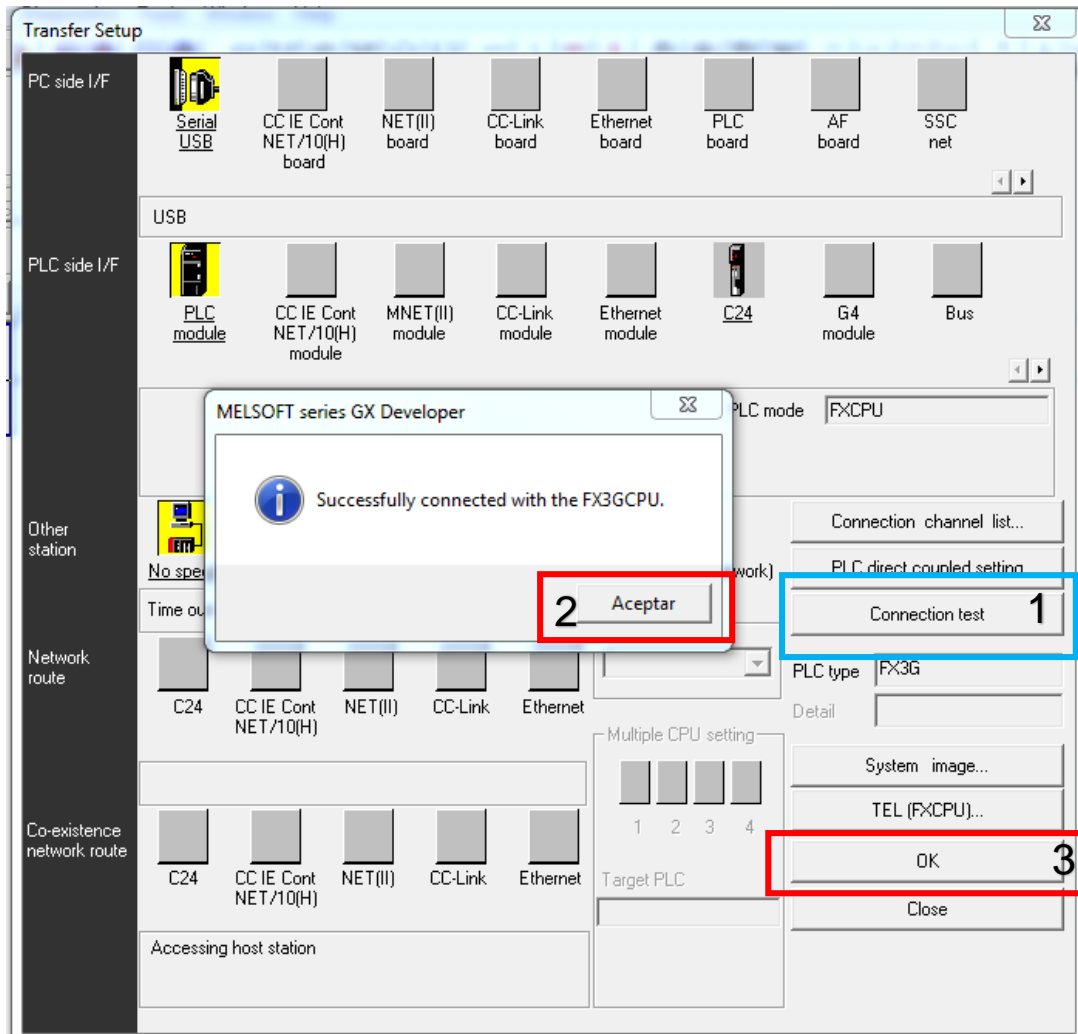 Transfer Setup
PC side I/F
Serial
USB
CC IE Cont
NET/10(H)
board
NET(II)
board
CC-Link
board
Ethernet
board
PLC
board
AF
board
SSC
net
USB
PLC side I/F
PLC
module
CC IE Cont
NET/10(H)
module
MNET(II)
module
CC-Link
module
Ethernet
module
C24
G4
module
Bus
MELSOFT series GX Developer
PLC mode FXCPU
Successfully connected with the FX3GCPU.
Other
station
No
Connection channel list...
PLC direct coupled setting
2 Aceptar
Time
Connection test 1
Network
route
C24
CC IE Cont
NET/10(H)
NET(II)
CC-Link
Ethernet
PLC type FX3G
Detail
Multiple CPU setting
1 2 3 4
Target PLC
System image...
TEL (FXCPU)...
OK 3
Close
Co-existence
network route
C24
CC IE Cont
NET/10(H)
NET(II)
CC-Link
Ethernet
Accessing host station